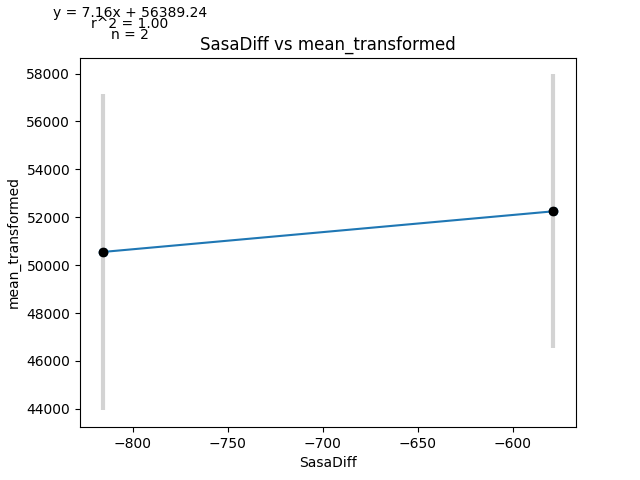 y = 7.16x + 56389.24
r^2 = 1.00
n = 2
SasaDiff vs mean_transformed
58000
56000
54000
52000
50000
48000
46000
44000
mean_transformed
−800
−750
−700
−650
−600
SasaDiff